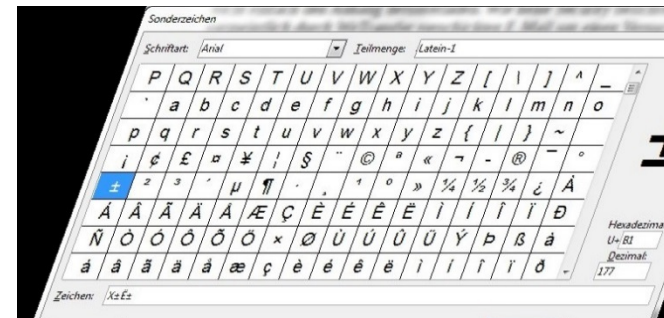 Sonderzeichen
Schriftart: Arial Teilmenge: Latein-1
P Q R S T U V W X Y Z [ \ ] ^ _
` a b c d e f g h i j k l m n o
p q r s t u v w x y z { | } ~
¡ ¢ £ ¤ ¥ ¦ § ¨ © ª « ¬ - ® ¯ °
± ² ³ ´ µ ¶ · ¸ ¹ º » ¼ ½ ¾ ¿ À
Á Â Ã Ä Å Æ Ç È É Ê Ë Ì Í Î Ï Ð
Ñ Ò Ó Ô Õ Ö × Ø Ù Ú Û Ü Ý Þ ß à
á â ã ä å æ ç è é ê ë ì í î ï ð
±
Hexadezima
U+ B1
Dezimal:
177
Zeichen: